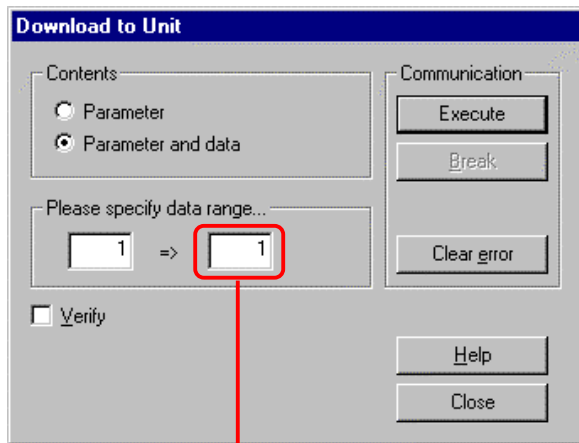 Download to Unit
Contents
Parameter
Parameter and data
Please specify data range...
1 => 1
Verify
Communication
Execute
Break
Clear error
Help
Close